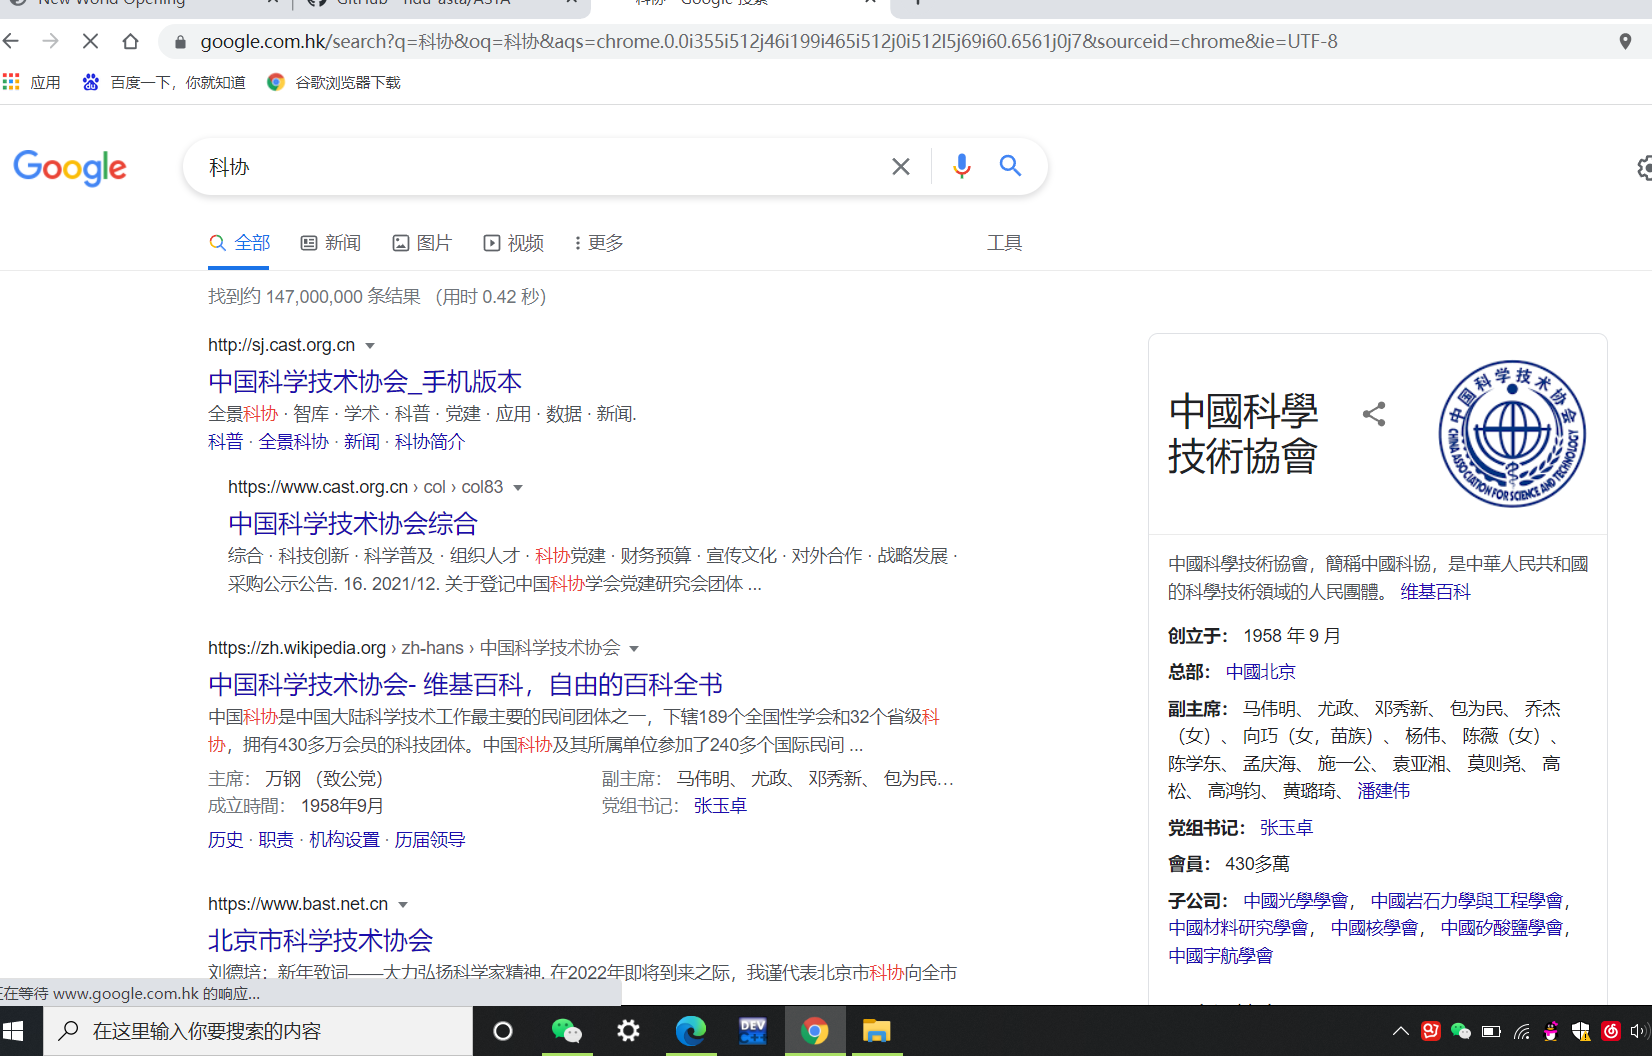 New World Opening
GitHub - hdu-asta/ASTA
科协 - Google 搜索
google.com.hk/search?q=科协&oq=科协&aqs=chrome.0.0i355i512j46i199i465i512j0i512l5j69i60.6561j0j7&sourceid=chrome&ie=UTF-8
应用
百度一下，你就知道
谷歌浏览器下载
Google
科协
全部
新闻
图片
视频
更多
工具
找到约 147,000,000 条结果 （用时 0.42 秒）
http://sj.cast.org.cn
中国科学技术协会_手机版本
全景科协 · 智库 · 学术 · 科普 · 党建 · 应用 · 数据 · 新闻.
科普 · 全景科协 · 新闻 · 科协简介
https://www.cast.org.cn › col › col83
中国科学技术协会综合
综合 · 科技创新 · 科学普及 · 组织人才 · 科协党建 · 财务预算 · 宣传文化 · 对外合作 · 战略发展 ·
采购公示公告. 16. 2021/12. 关于登记中国科协学会党建研究会团体 ...
https://zh.wikipedia.org › zh-hans › 中国科学技术协会
中国科学技术协会- 维基百科，自由的百科全书
中国科协是中国大陆科学技术工作最主要的民间团体之一，下辖189个全国性学会和32个省级科
协，拥有430多万会员的科技团体。中国科协及其所属单位参加了240多个国际民间 ...
主席： 万钢 （致公党）
副主席： 马伟明、 尤政、 邓秀新、 包为民...
成立時間： 1958年9月
党组书记： 张玉卓
历史 · 职责 · 机构设置 · 历届领导
https://www.bast.net.cn
北京市科学技术协会
刘德培：新年致词——大力弘扬科学家精神. 在2022年即将到来之际，我谨代表北京市科协向全市
中國科學
技術協會
中国科学技术协会
CHINA ASSOCIATION FOR SCIENCE AND TECHNOLOGY
中國科學技術協會，簡稱中國科協，是中華人民共和國
的科學技術領域的人民團體。 维基百科
创立于： 1958 年 9 月
总部： 中國北京
副主席： 马伟明、 尤政、 邓秀新、 包为民、 乔杰
（女）、 向巧（女，苗族）、 杨伟、 陈薇（女）、
陈学东、 孟庆海、 施一公、 袁亚湘、 莫则尧、 高
松、 高鸿钧、 黄璐琦、 潘建伟
党组书记： 张玉卓
會員： 430多萬
子公司： 中國光學學會， 中國岩石力學與工程學會，
中國材料研究學會， 中國核學會， 中國矽酸鹽學會，
中國宇航學會
正在等待 www.google.com.hk 的响应...
在这里输入你要搜索的内容
DEV
C++